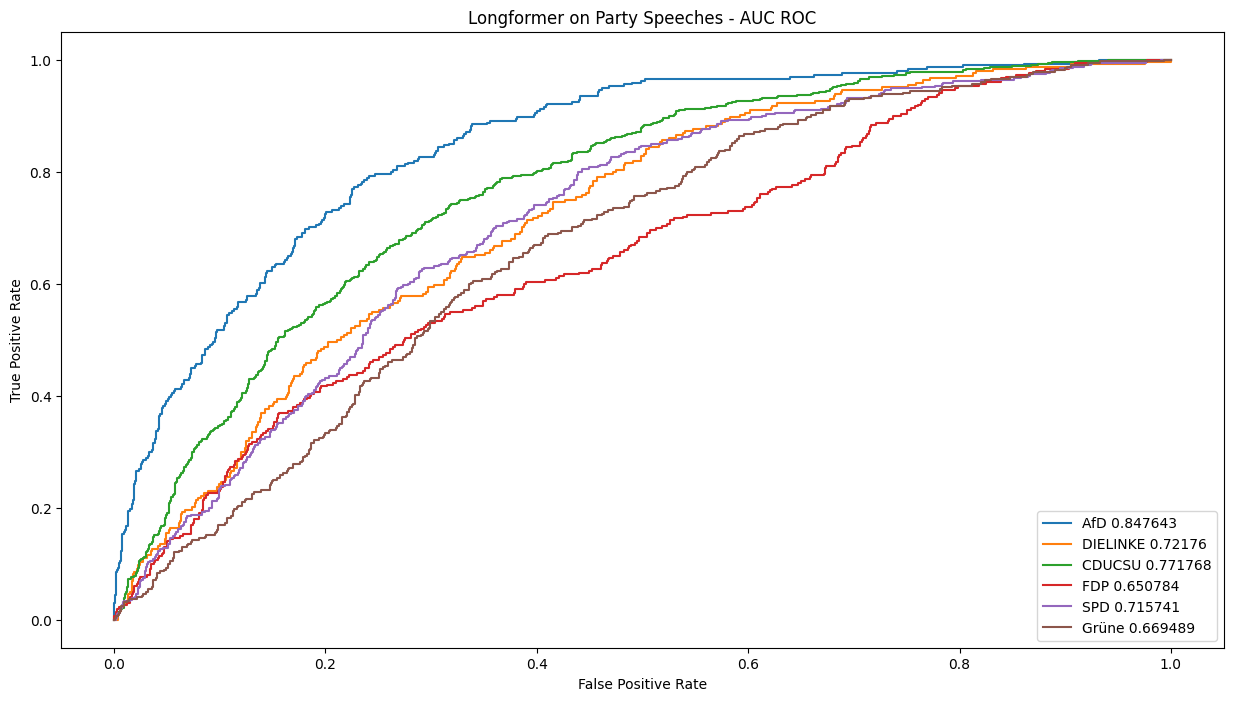 Longformer on Party Speeches - AUC ROC
True Positive Rate
1.0
0.8
0.6
0.4
0.2
0.0
0.0 0.2 0.4 0.6 0.8 1.0
False Positive Rate
AfD 0.847643
DIELINKE 0.72176
CDUCSU 0.771768
FDP 0.650784
SPD 0.715741
Grüne 0.669489